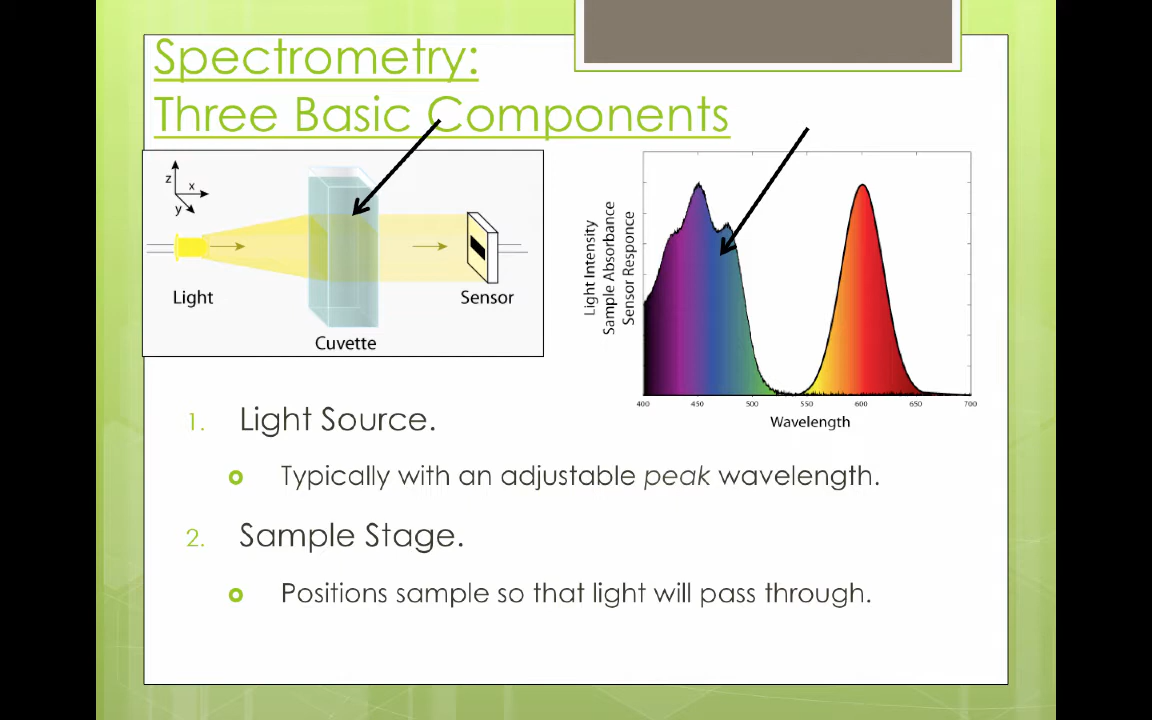 Spectrometry:
Three Basic Components
z
x
y
Light
Cuvette
Sensor
Light Intensity
Sample Absorbance
Sensor Responce
400 450 500 550 600 650 700
Wavelength
1. Light Source.
Typically with an adjustable peak wavelength.
2. Sample Stage.
Positions sample so that light will pass through.